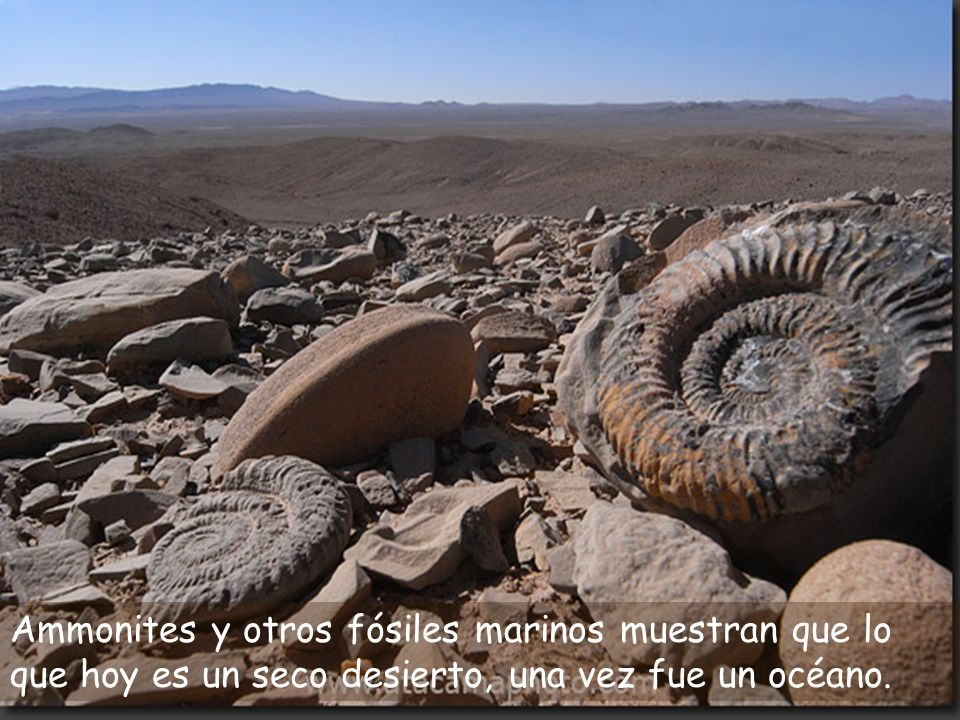 Ammonites y otros fósiles marinos muestran que lo
que hoy es un seco desierto, una vez fue un océano.